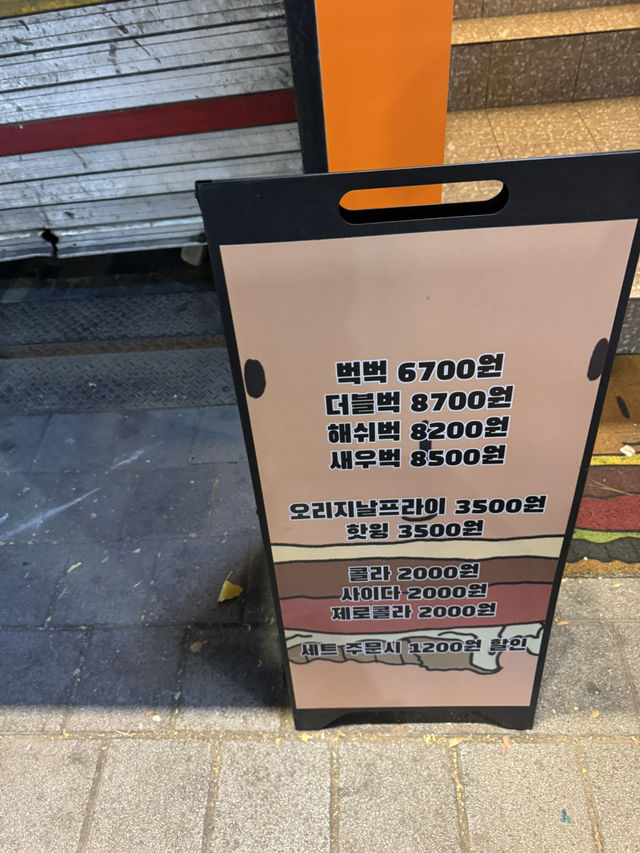 벅벅 6700원
더블벅 8700원
해쉬벅 8200원
새우벅 8500원
오리지날프라이 3500원
핫윙 3500원
콜라 2000원
사이다 2000원
제로콜라 2000원
세트 주문시 1200원 할인